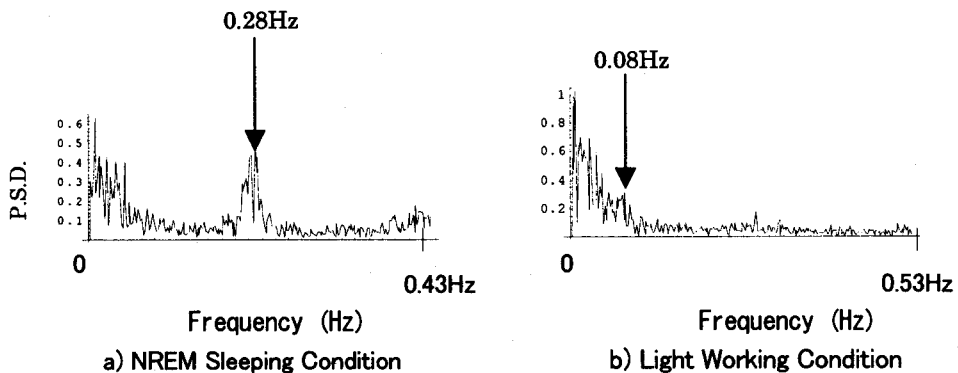 0.28Hz
P.S.D.
0.6
0.5
0.4
0.3
0.2
0.1
0
0.43Hz
Frequency (Hz)
a) NREM Sleeping Condition
0.08Hz
1
0.8
0.6
0.4
0.2
0
0.53Hz
Frequency (Hz)
b) Light Working Condition